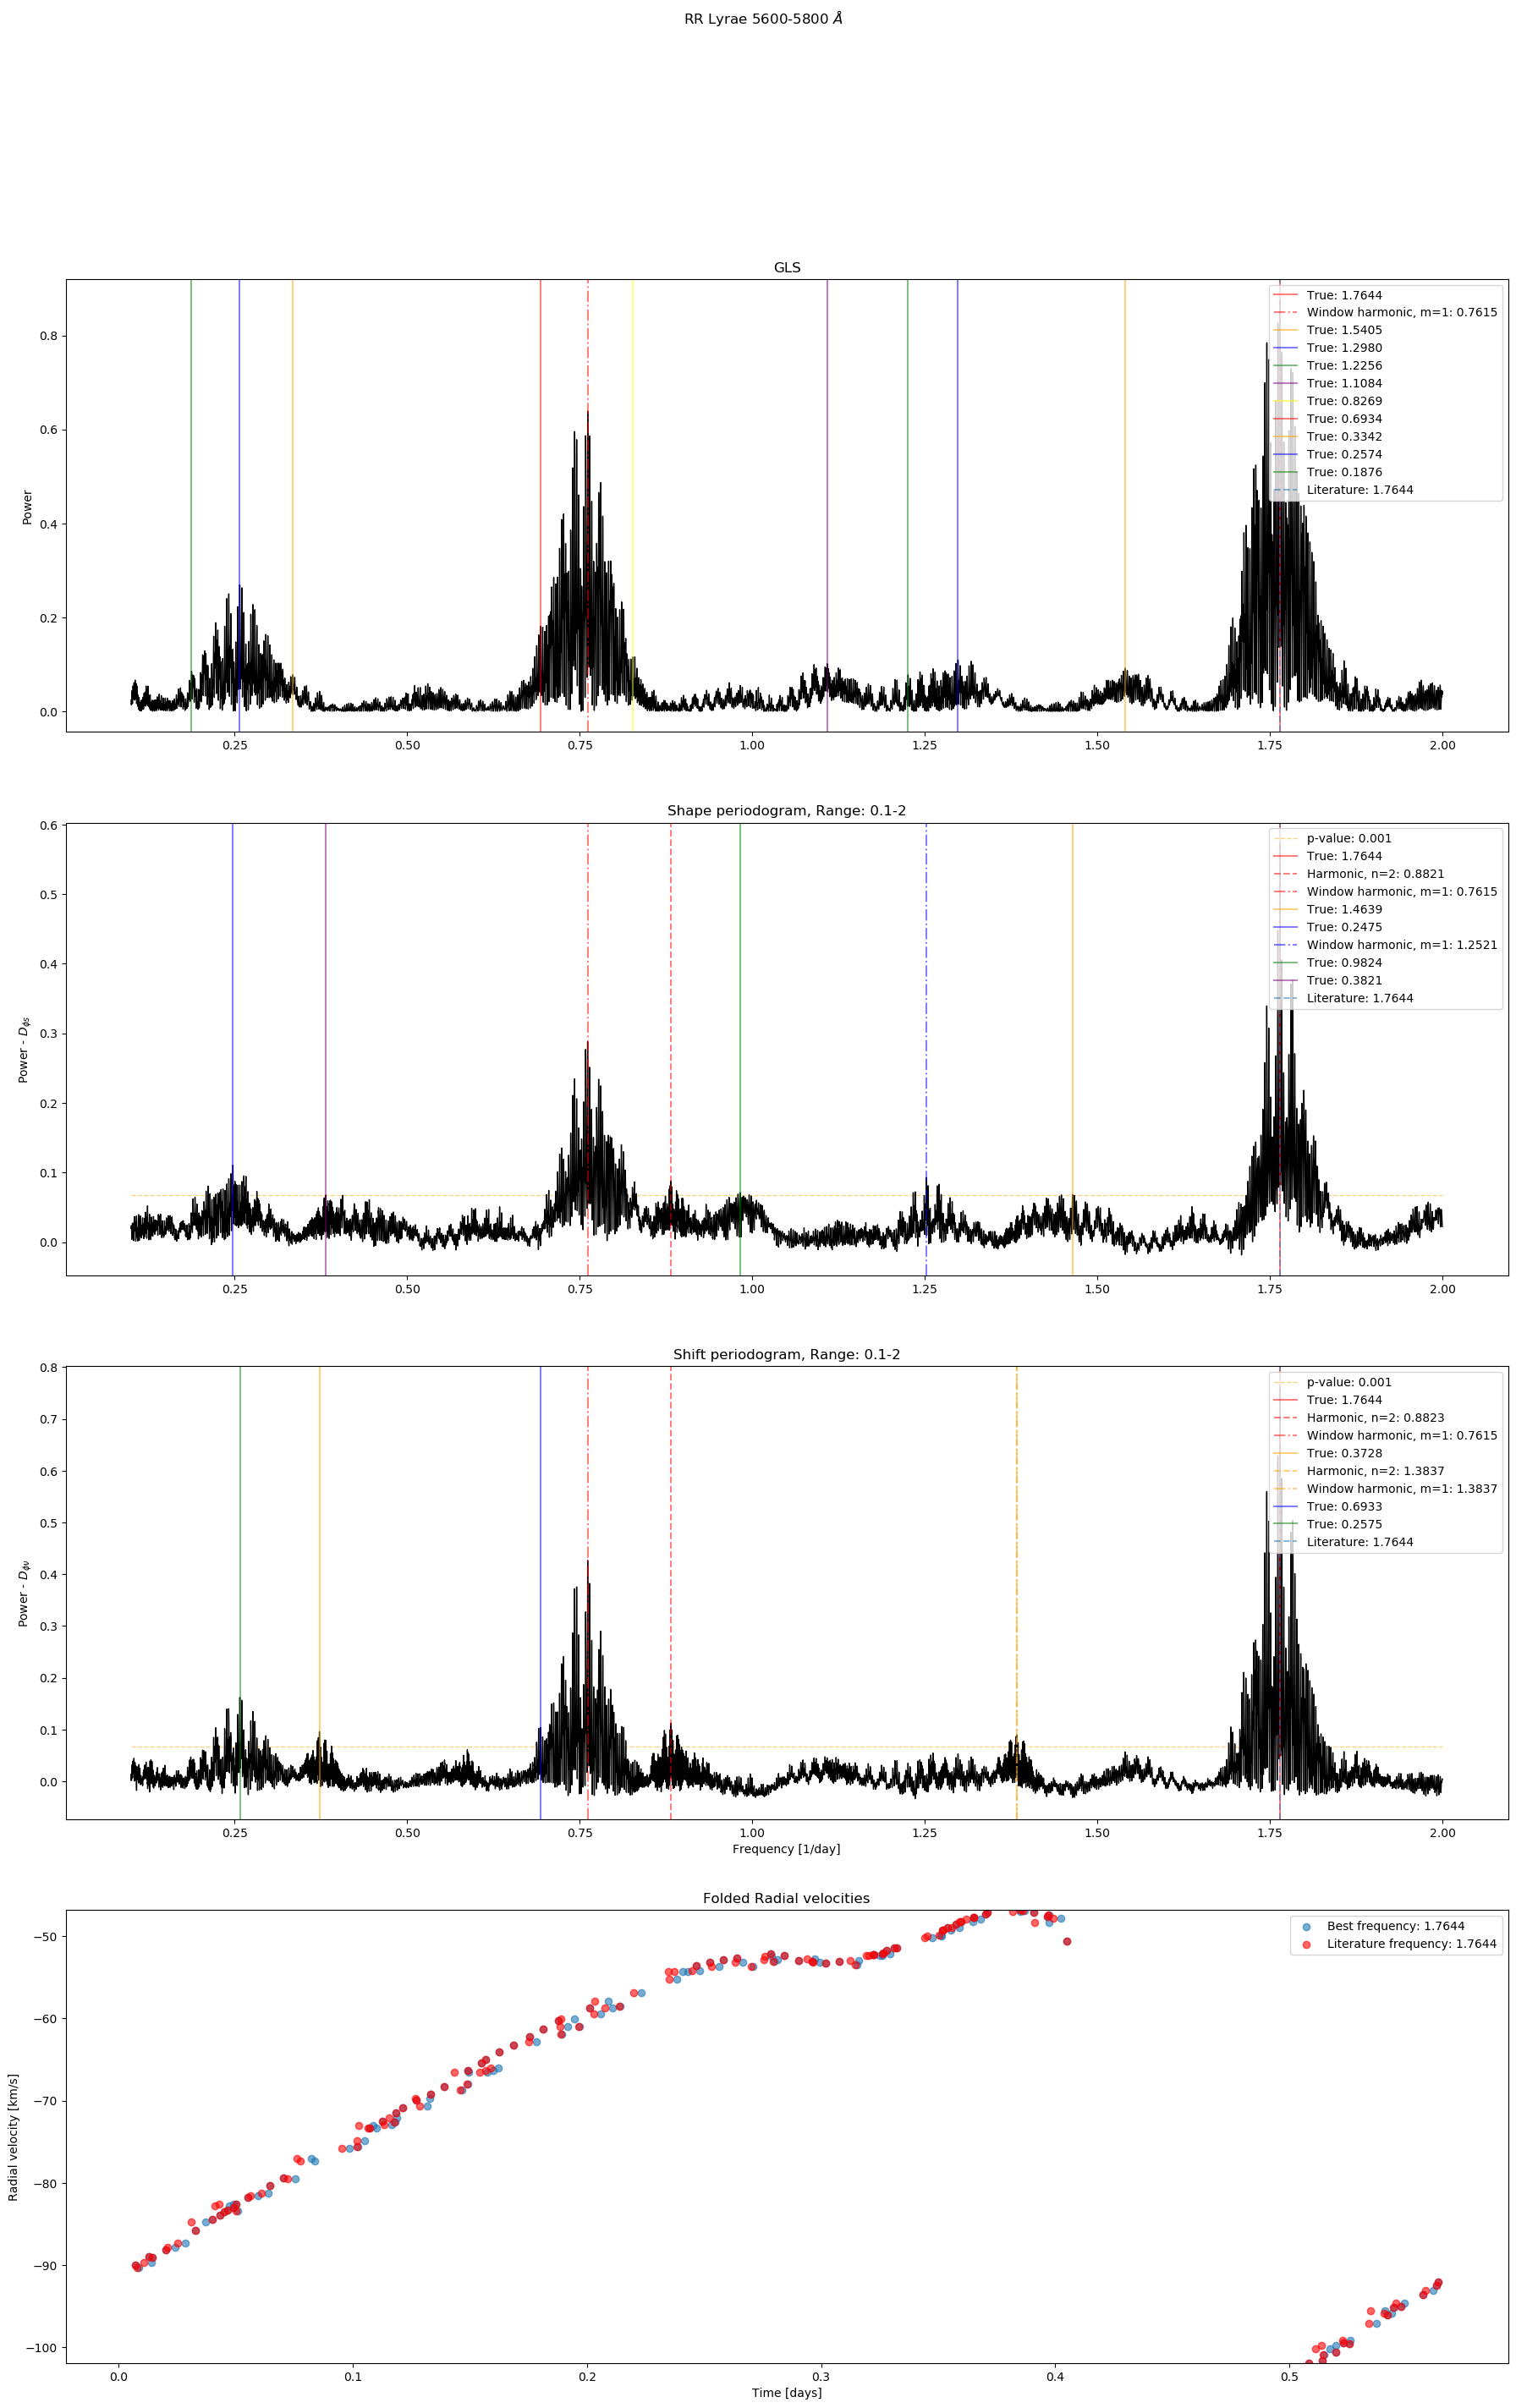 RR Lyrae 5600-5800 Å
GLS
Power
0.8
0.6
0.4
0.2
0.0
0.25 0.50 0.75 1.00 1.25 1.50 1.75 2.00
True: 1.7644
Window harmonic, m=1: 0.7615
True: 1.5405
True: 1.2980
True: 1.2256
True: 1.1084
True: 0.8269
True: 0.6934
True: 0.3342
True: 0.2574
True: 0.1876
Literature: 1.7644
Shape periodogram, Range: 0.1-2
Power - Dϕs
0.6
0.5
0.4
0.3
0.2
0.1
0.0
0.25 0.50 0.75 1.00 1.25 1.50 1.75 2.00
p-value: 0.001
True: 1.7644
Harmonic, n=2: 0.8821
Window harmonic, m=1: 0.7615
True: 1.4639
True: 0.2475
Window harmonic, m=1: 1.2521
True: 0.9824
True: 0.3821
Literature: 1.7644
Shift periodogram, Range: 0.1-2
Power - Dϕv
0.8
0.7
0.6
0.5
0.4
0.3
0.2
0.1
0.0
0.25 0.50 0.75 1.00 1.25 1.50 1.75 2.00
Frequency [1/day]
p-value: 0.001
True: 1.7644
Harmonic, n=2: 0.8823
Window harmonic, m=1: 0.7615
True: 0.3728
Harmonic, n=2: 1.3837
Window harmonic, m=1: 1.3837
True: 0.6933
True: 0.2575
Literature: 1.7644
Folded Radial velocities
Radial velocity [km/s]
−50
−60
−70
−80
−90
−100
0.0 0.1 0.2 0.3 0.4 0.5
Time [days]
Best frequency: 1.7644
Literature frequency: 1.7644